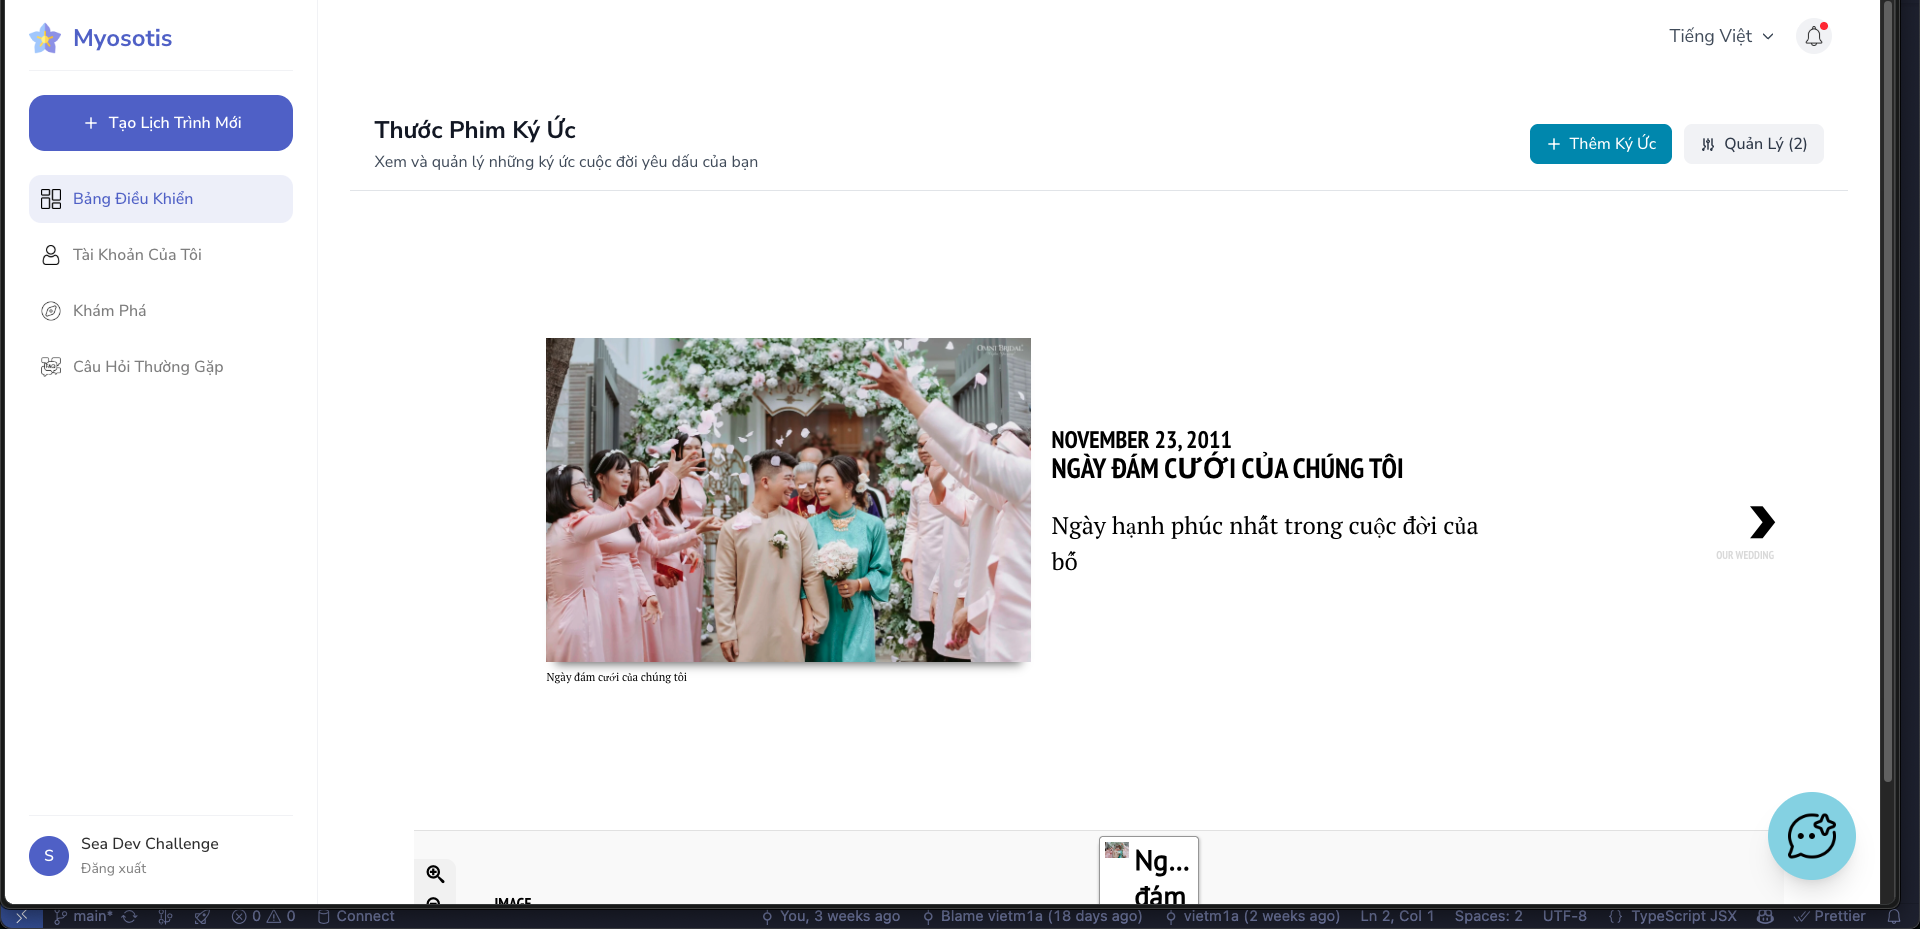 Myosotis
Tiếng Việt
+ Tạo Lịch Trình Mới
Bảng Điều Khiển
Tài Khoản Của Tôi
Khám Phá
FAQ
Câu Hỏi Thường Gặp
Thước Phim Ký Ức
Xem và quản lý những ký ức cuộc đời yêu dấu của bạn
+ Thêm Ký Ức
Quản Lý (2)
OMNI BRIDAL
NOVEMBER 23, 2011
NGÀY ĐÁM CƯỚI CỦA CHÚNG TÔI
Ngày hạnh phúc nhất trong cuộc đời của
bố
OUR WEDDING
Ngày đám cưới của chúng tôi
Ng...
đám
IMAGE
S
Sea Dev Challenge
Đăng xuất
main*
0
0
Connect
You, 3 weeks ago
Blame vietm1a (18 days ago)
vietm1a (2 weeks ago)
Ln 2, Col 1
Spaces: 2
UTF-8
{} TypeScript JSX
Prettier